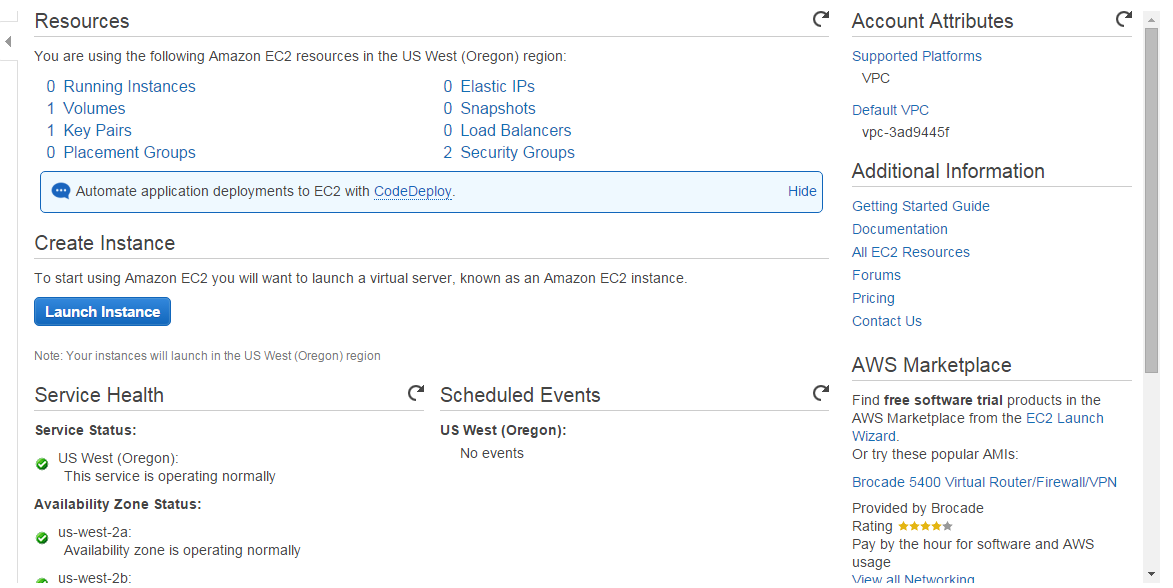 Resources
You are using the following Amazon EC2 resources in the US West (Oregon) region:
0 Running Instances
1 Volumes
1 Key Pairs
0 Placement Groups
0 Elastic IPs
0 Snapshots
0 Load Balancers
2 Security Groups
Automate application deployments to EC2 with CodeDeploy.
Hide
Create Instance
To start using Amazon EC2 you will want to launch a virtual server, known as an Amazon EC2 instance.
Launch Instance
Note: Your instances will launch in the US West (Oregon) region
Service Health
Service Status:
US West (Oregon):
This service is operating normally
Availability Zone Status:
us-west-2a:
Availability zone is operating normally
us-west-2b:
Scheduled Events
US West (Oregon):
No events
Account Attributes
Supported Platforms
VPC
Default VPC
vpc-3ad9445f
Additional Information
Getting Started Guide
Documentation
All EC2 Resources
Forums
Pricing
Contact Us
AWS Marketplace
Find free software trial products in the
AWS Marketplace from the EC2 Launch
Wizard.
Or try these popular AMIs:
Brocade 5400 Virtual Router/Firewall/VPN
Provided by Brocade
Rating
Pay by the hour for software and AWS
usage
View all Networking